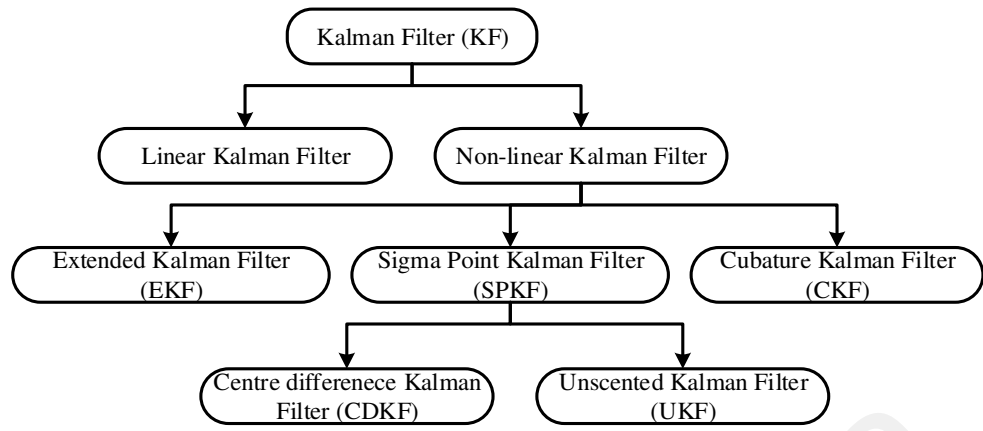 Kalman Filter (KF)
Linear Kalman Filter
Non-linear Kalman Filter
Extended Kalman Filter
(EKF)
Sigma Point Kalman Filter
(SPKF)
Cubature Kalman Filter
(CKF)
Centre differenece Kalman
Filter (CDKF)
Unscented Kalman Filter
(UKF)